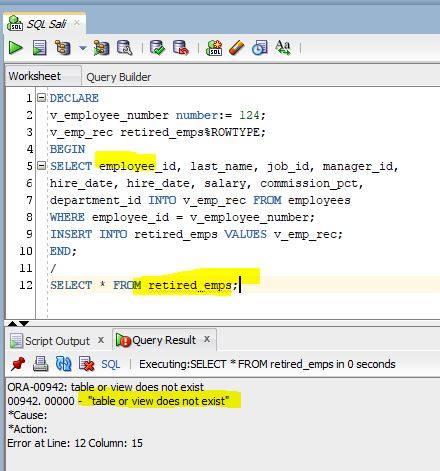 SQL Sali
Worksheet Query Builder
1 DECLARE
2 v_employee_number number:= 124;
3 v_emp_rec retired_emps%ROWTYPE;
4 BEGIN
5 SELECT employee_id, last_name, job_id, manager_id,
6 hire_date, hire_date, salary, commission_pct,
7 department_id INTO v_emp_rec FROM employees
8 WHERE employee_id = v_employee_number;
9 INSERT INTO retired_emps VALUES v_emp_rec;
10 END;
11 /
12 SELECT * FROM retired_emps;
Script Output Query Result
SQL Executing:SELECT * FROM retired_emps in 0 seconds
ORA-00942: table or view does not exist
00942. 00000 - "table or view does not exist"
*Cause:
*Action:
Error at Line: 12 Column: 15